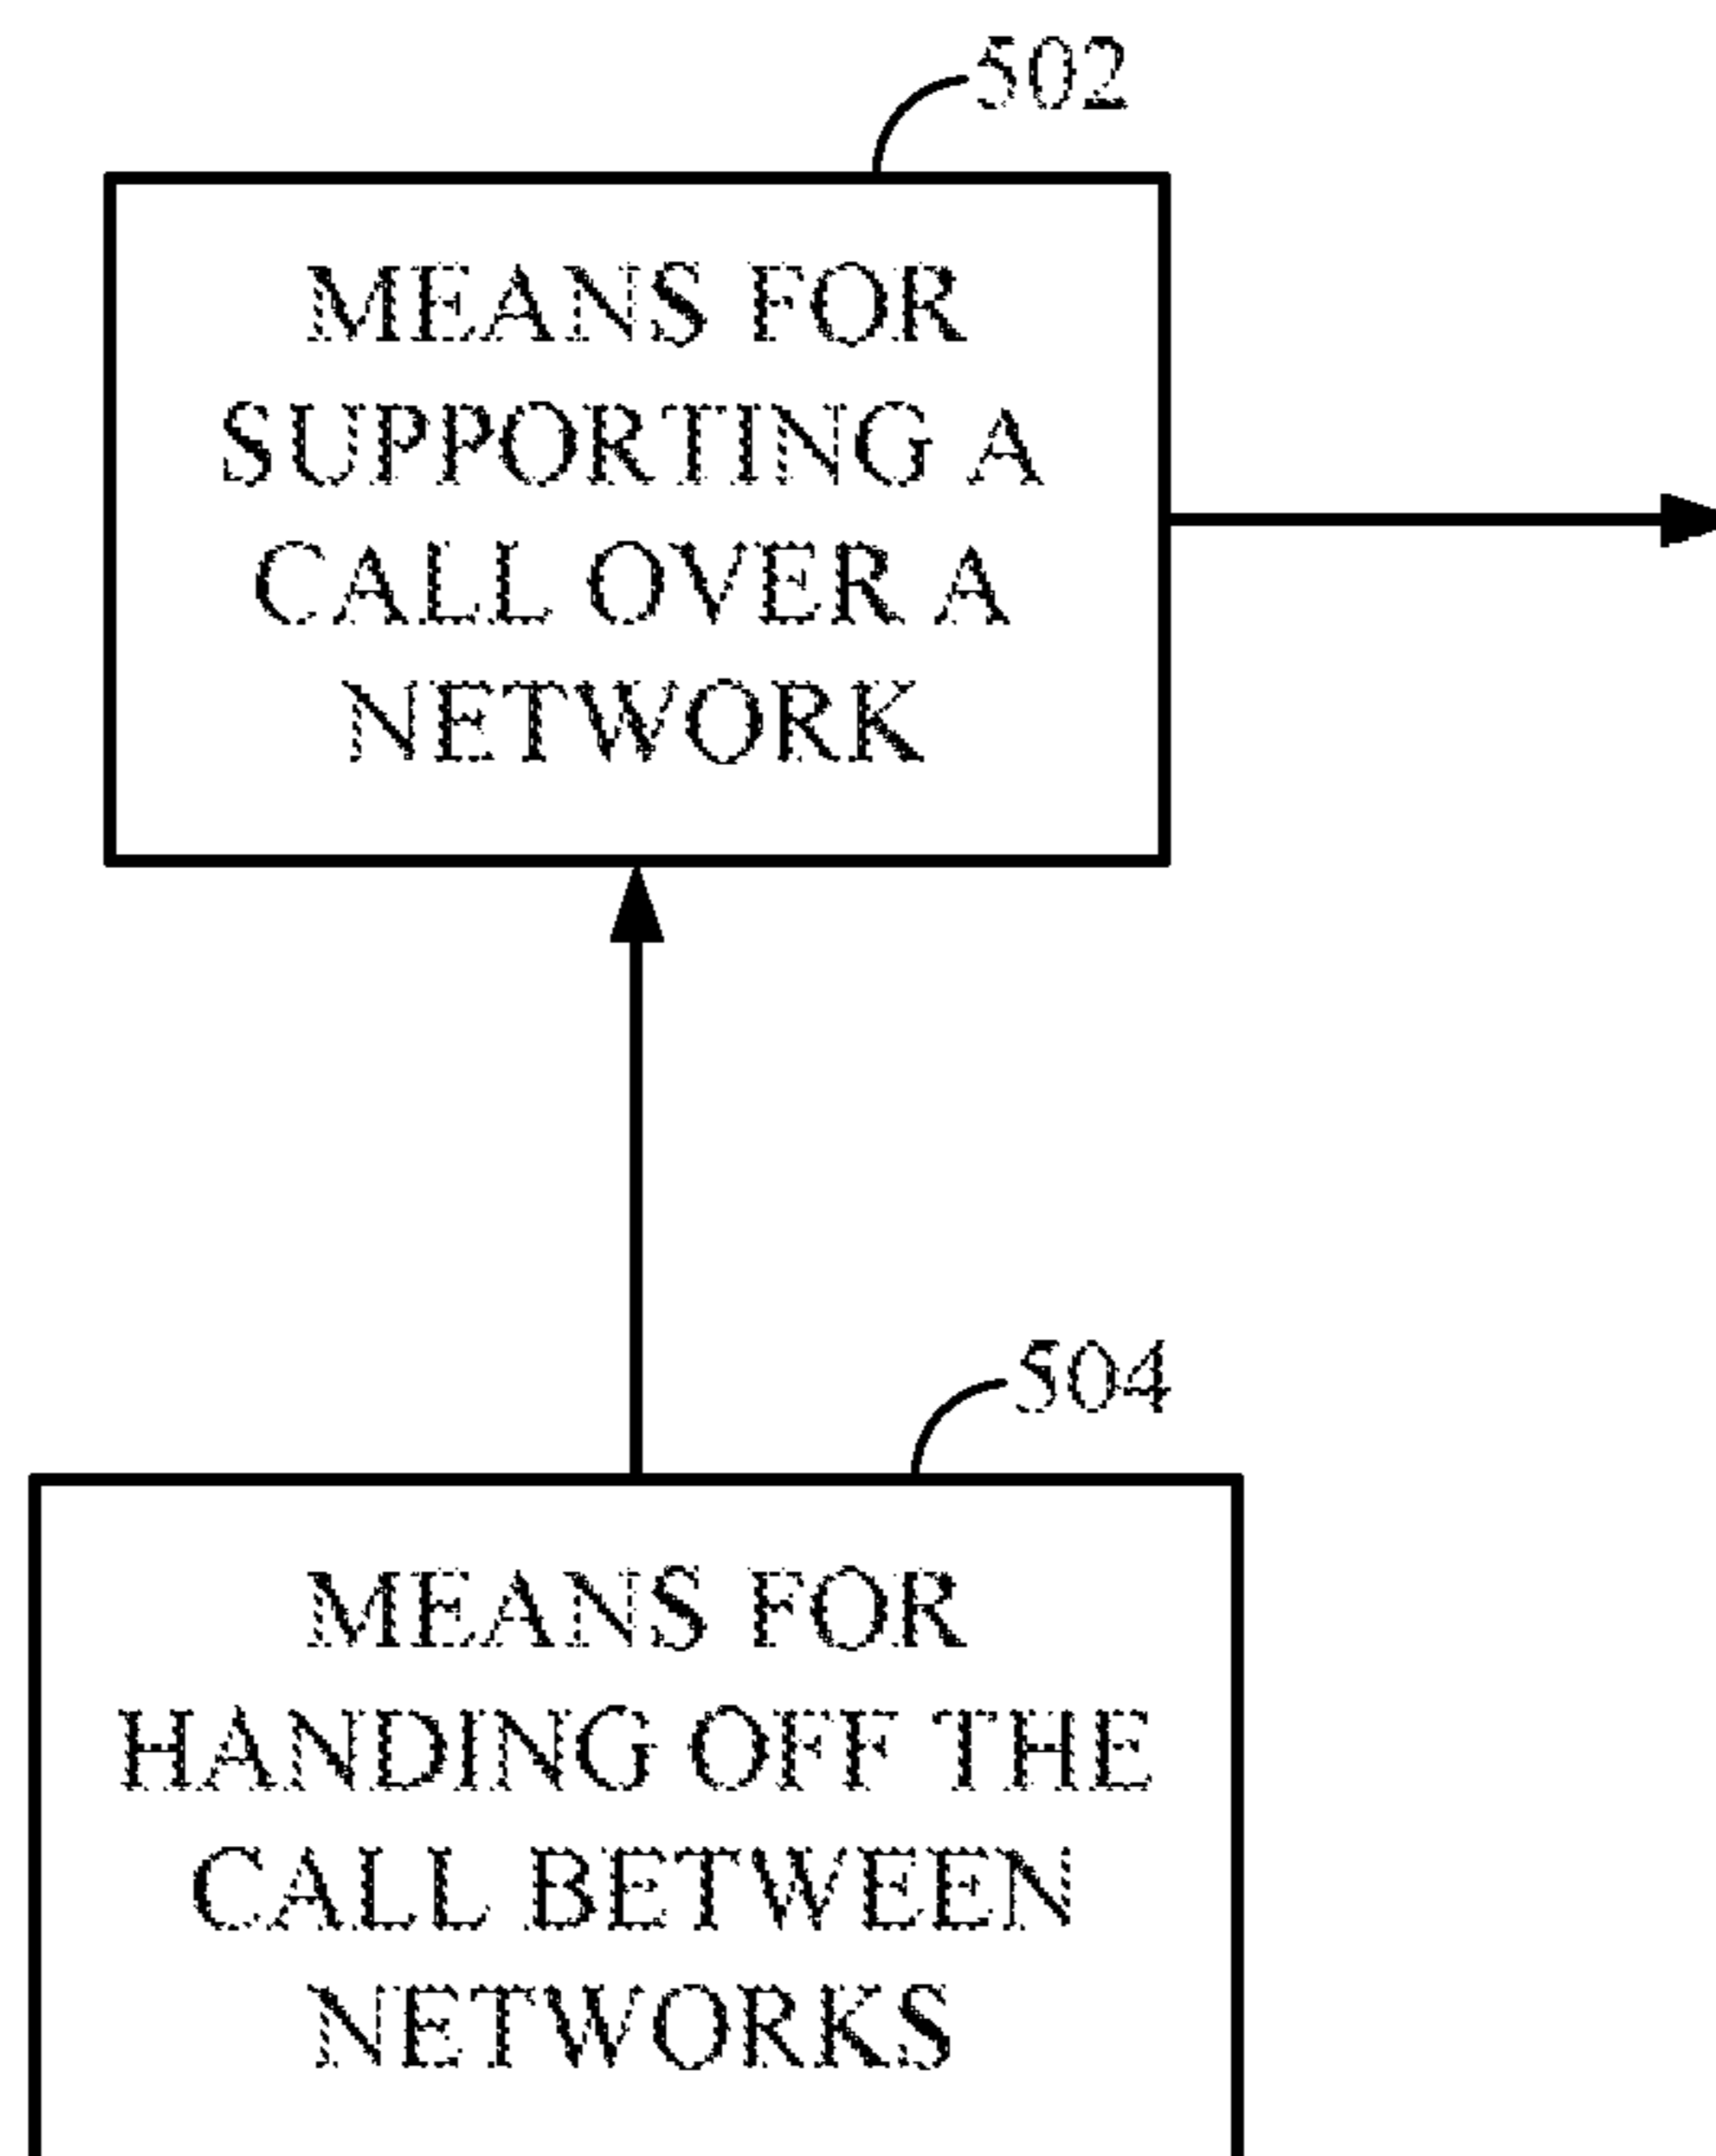 502
MEANS FOR
SUPPORTING A
CALL OVER A
NETWORK
504
MEANS FOR
HANDING OFF THE
CALL BETWEEN
NETWORKS